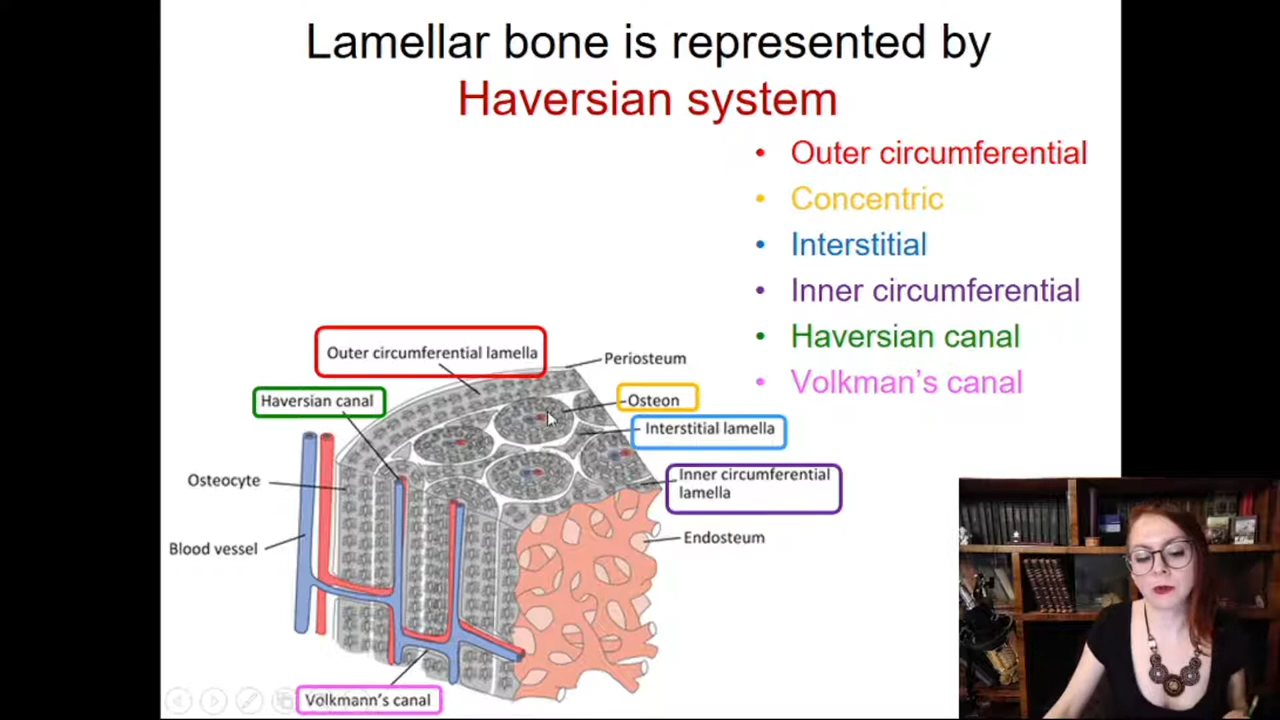 Lamellar bone is represented by
Haversian system
• Outer circumferential
• Concentric
• Interstitial
• Inner circumferential
• Haversian canal
• Volkman's canal
Outer circumferential lamella
Periosteum
Haversian canal
Osteon
Interstitial lamella
Osteocyte
Inner circumferential
lamella
Blood vessel
Endosteum
Volkmann's canal